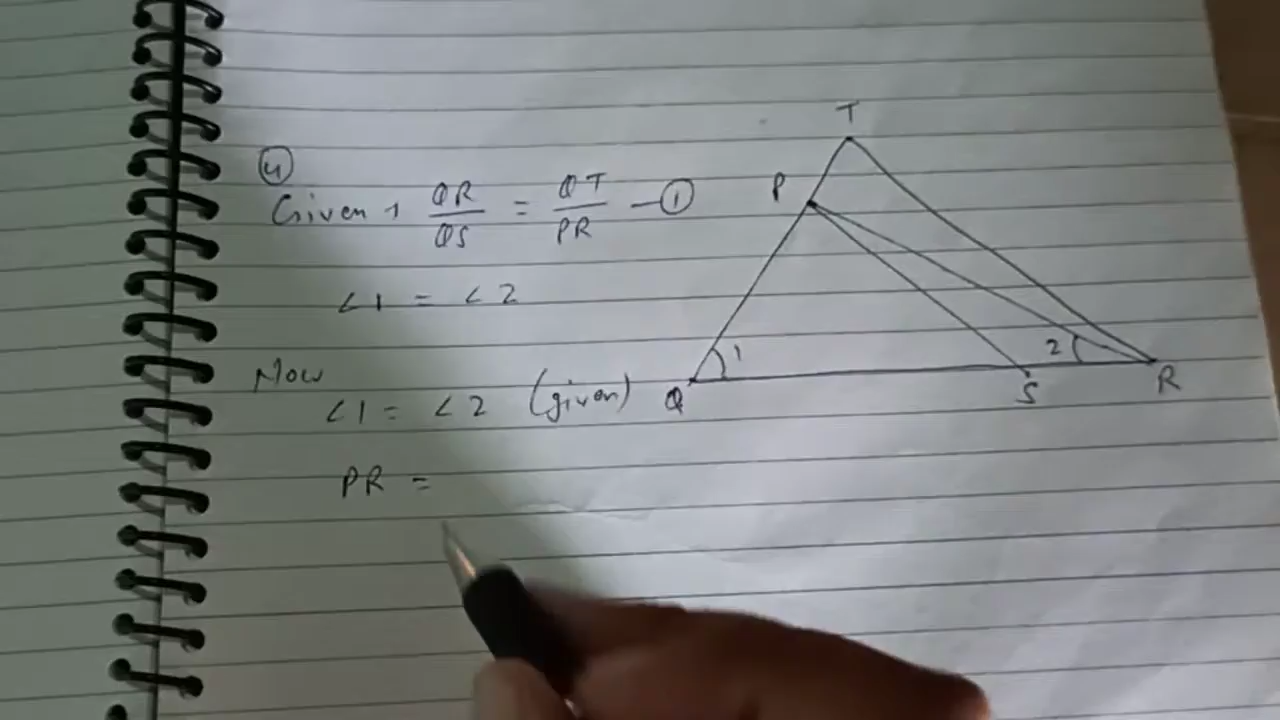 4
Given, QR/QS = QT/PR — 1
∠1 = ∠2
Now
∠1 = ∠2 (given)
PR =
T
P
1
2
Q
S
R